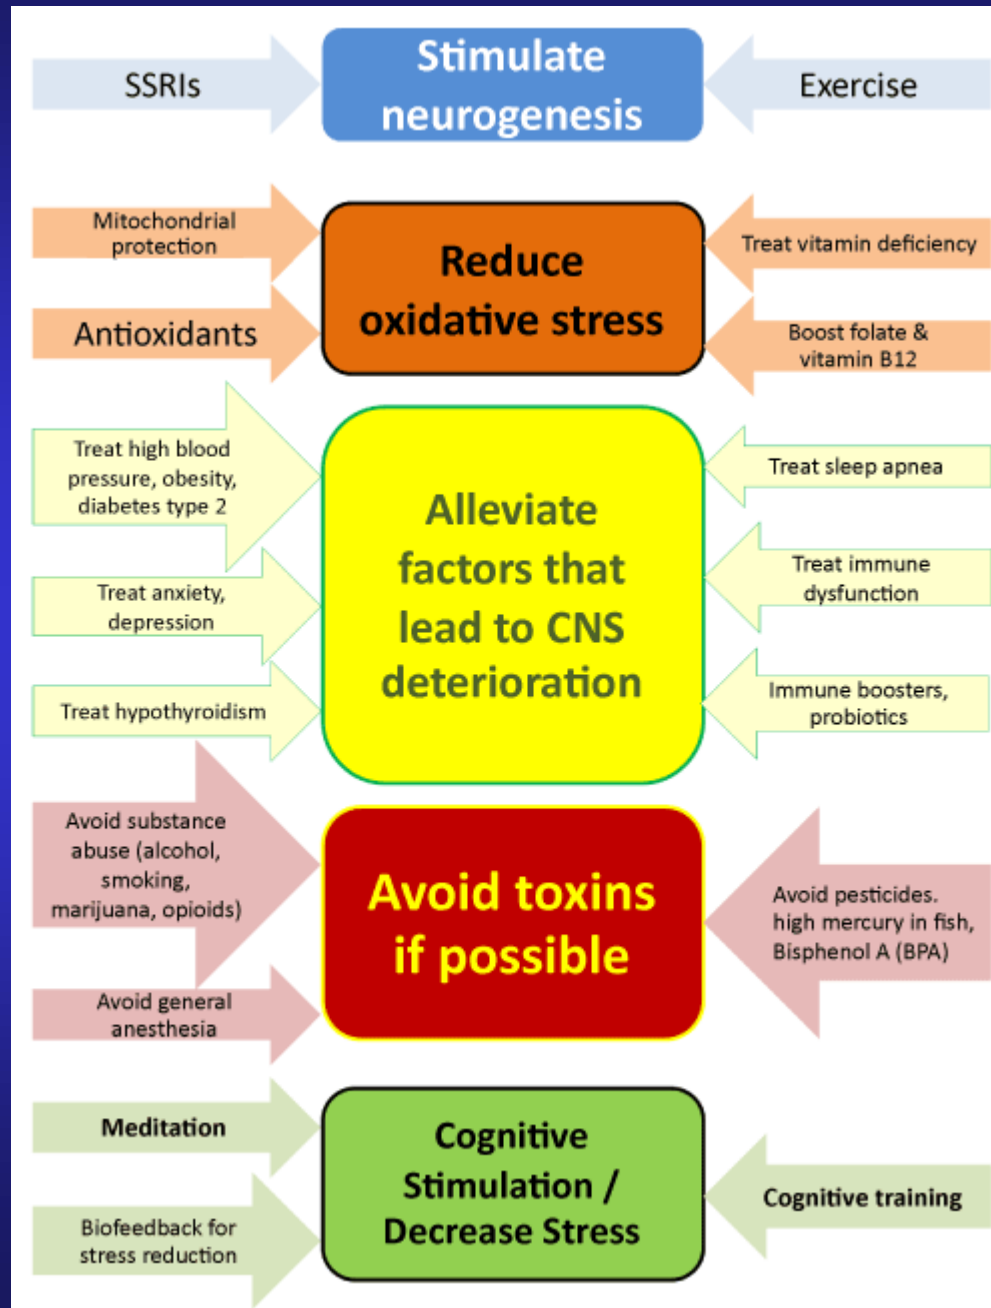 SSRIs
Stimulate
neurogenesis
Exercise
Mitochondrial
protection
Antioxidants
Reduce
oxidative stress
Treat vitamin deficiency
Boost folate &
vitamin B12
Treat high blood
pressure, obesity,
diabetes type 2
Treat anxiety,
depression
Treat hypothyroidism
Alleviate
factors that
lead to CNS
deterioration
Treat sleep apnea
Treat immune
dysfunction
Immune boosters,
probiotics
Avoid substance
abuse (alcohol,
smoking,
marijuana, opioids)
Avoid general
anesthesia
Avoid toxins
if possible
Avoid pesticides.
high mercury in fish,
Bisphenol A (BPA)
Meditation
Biofeedback for
stress reduction
Cognitive
Stimulation /
Decrease Stress
Cognitive training